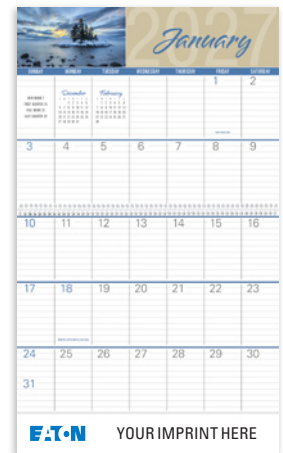 2027
January
SUNDAY MONDAY TUESDAY WEDNESDAY THURSDAY FRIDAY SATURDAY
December February
1 2
3 4 5 6 7 8 9
10 11 12 13 14 15 16
17 18 19 20 21 22 23
24 25 26 27 28 29 30
31
EATON YOUR IMPRINT HERE